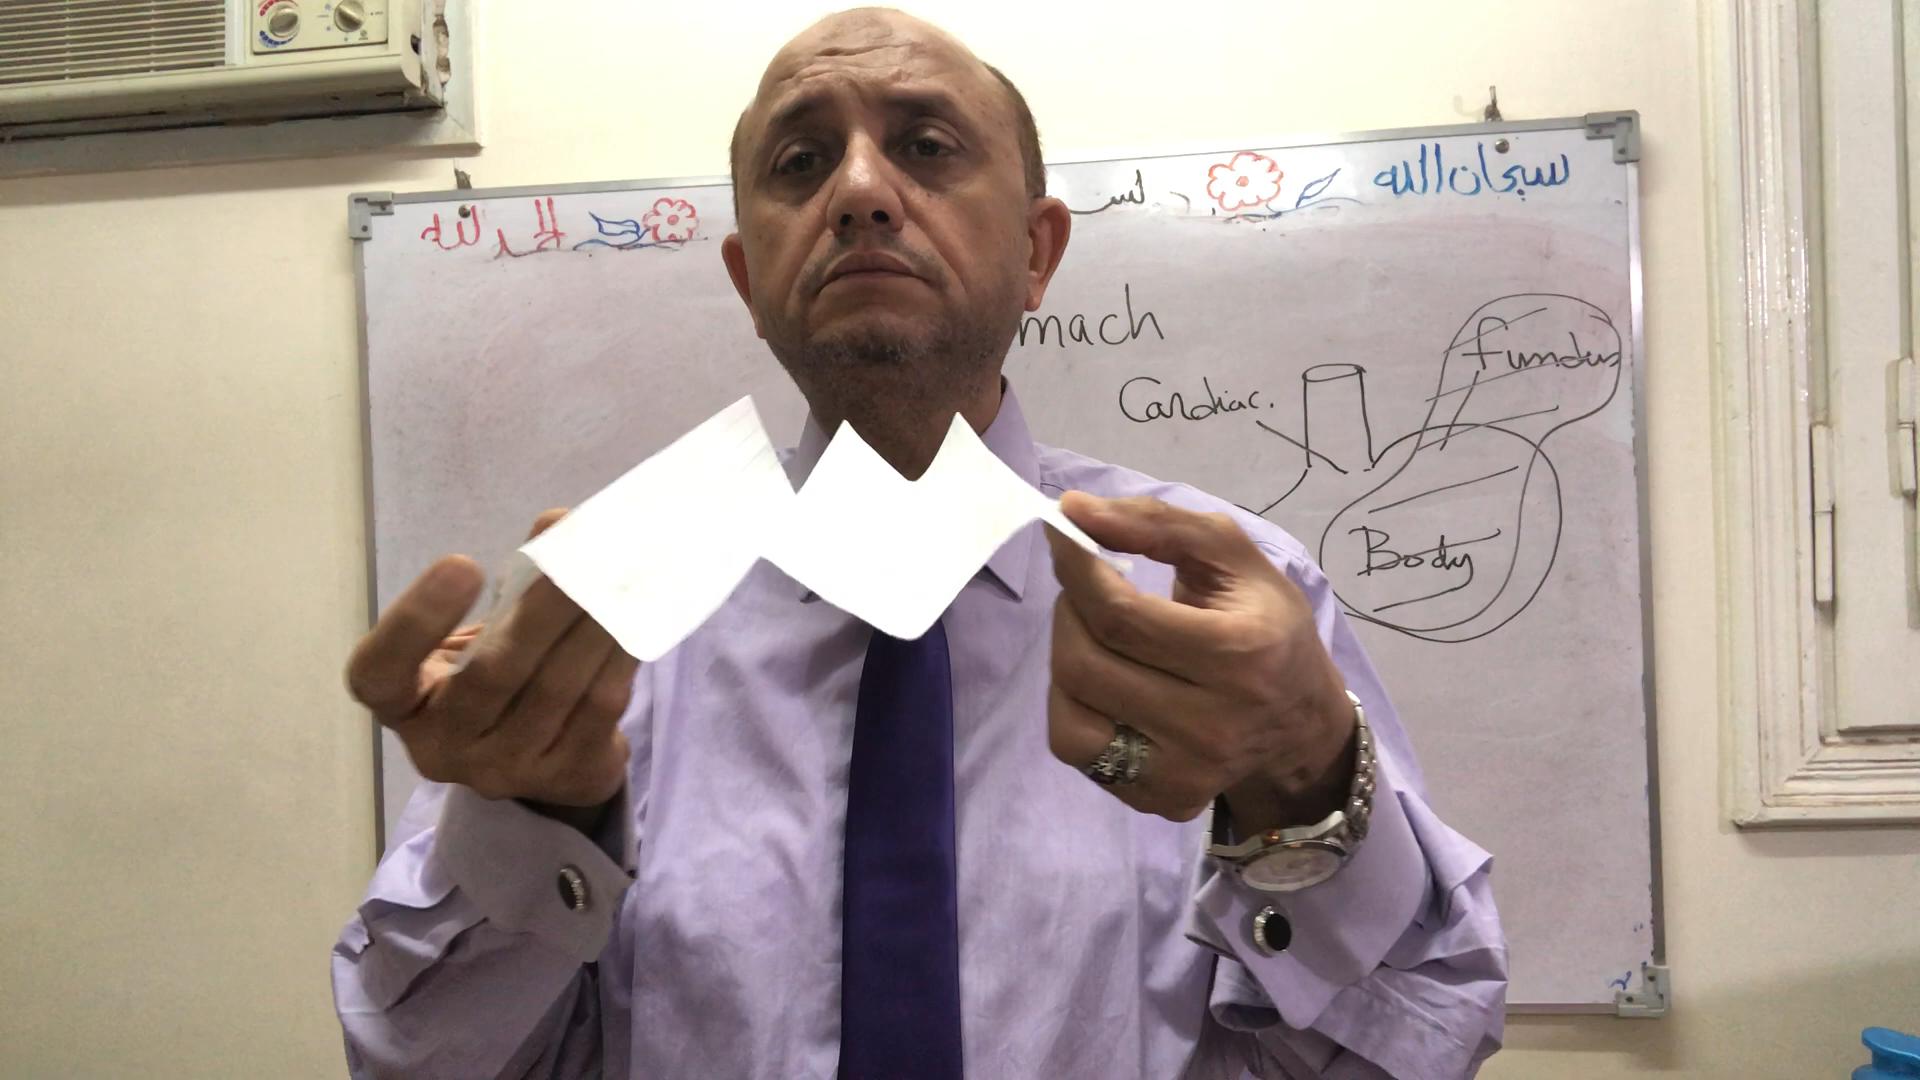 الحمد لله
سبحان الله
mach
Cardiac.
fundus
Body